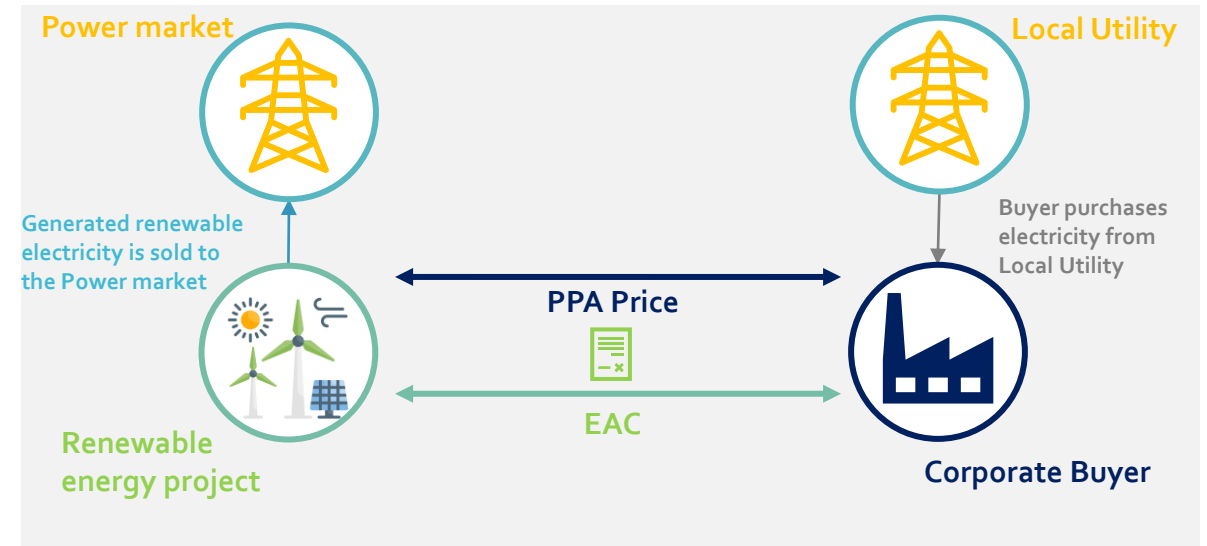 Power market
Local Utility
Generated renewable
electricity is sold to
the Power market
Buyer purchases
electricity from
Local Utility
PPA Price
EAC
Renewable
energy project
Corporate Buyer